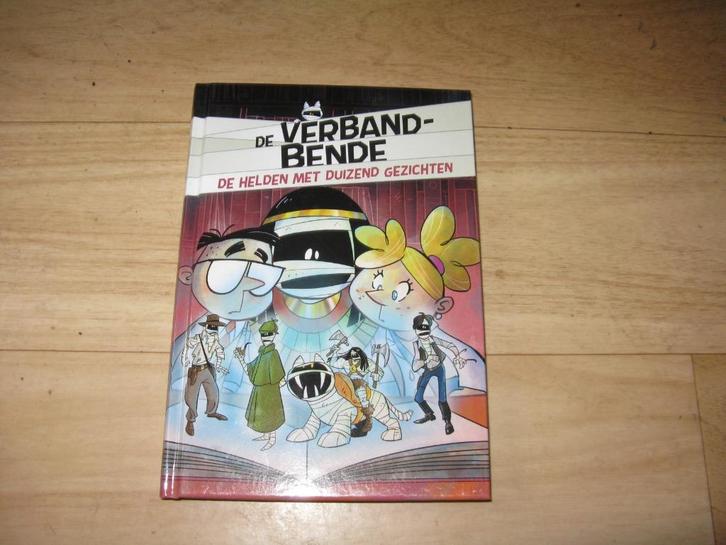 DE VERBAND-
BENDE
DE HELDEN MET DUIZEND GEZICHTEN